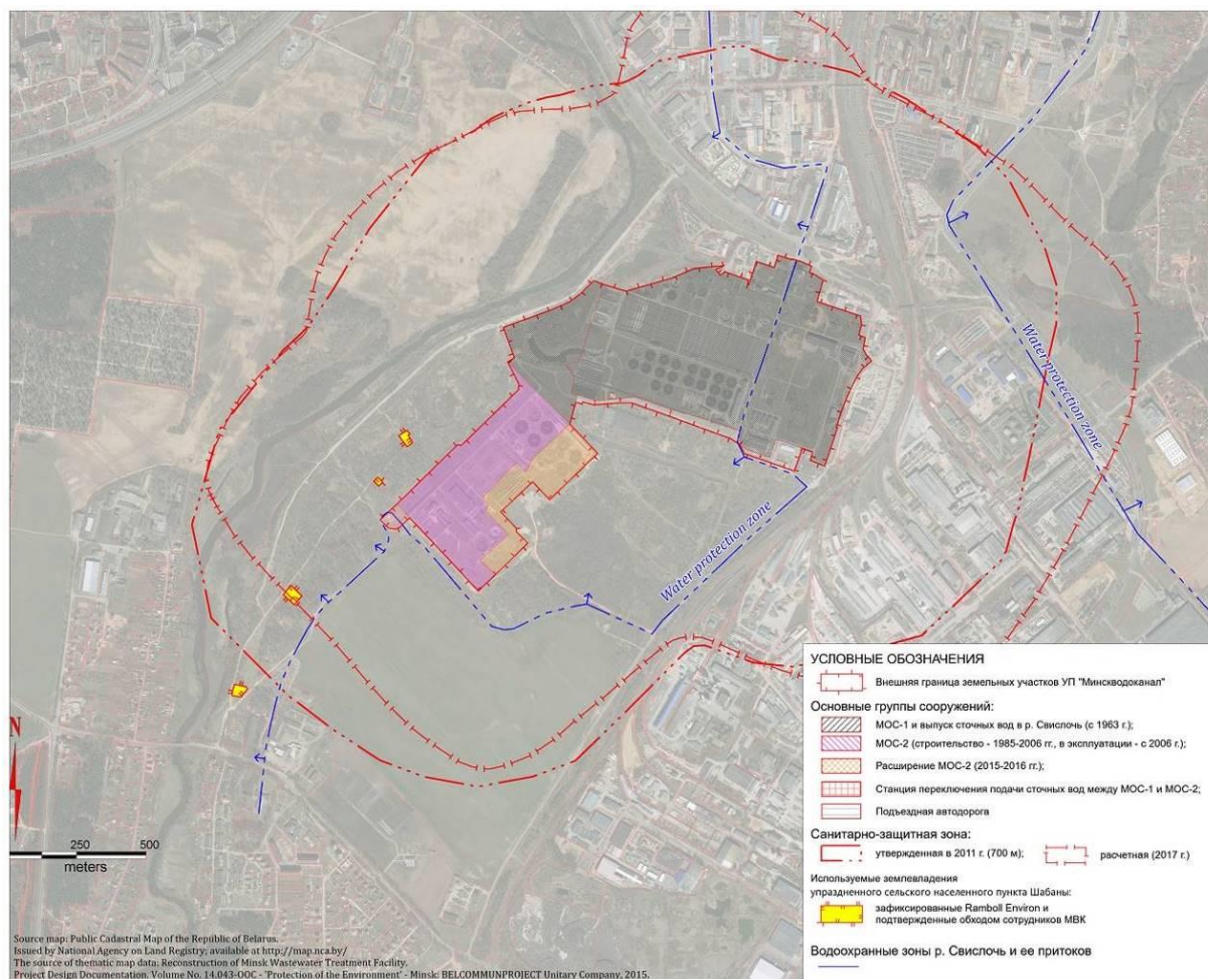 Water protection zone
Water protection zone
N
250 500
meters
Source map: Public Cadastral Map of the Republic of Belarus.
Issued by National Agency on Land Registry; available at http://map.nca.by/
The source of thematic map data: Reconstruction of Minsk Wastewater Treatment Facility.
Project Design Documentation. Volume No. 14.043-OOC - "Protection of the Environment" - Minsk: BELCOMMUNPROJECT Unitary Company, 2015.
УСЛОВНЫЕ ОБОЗНАЧЕНИЯ
Внешняя граница земельных участков УП "Минскводоканал"
Основные группы сооружений:
МОС-1 и выпуск сточных вод в р. Свислочь (с 1963 г.);
МОС-2 (строительство - 1985-2006 гг., в эксплуатации - с 2006 г.);
Расширение МОС-2 (2015-2016 гг.);
Станция переключения подачи сточных вод между МОС-1 и МОС-2;
Подъездная автодорога
Санитарно-защитная зона:
утвержденная в 2011 г. (700 м); расчетная (2017 г.)
Используемые землевладения
упраздненного сельского населенного пункта Шабаны:
зафиксированные Ramboll Environ и
подтвержденные обходом сотрудников МВК
Водоохранные зоны р. Свислочь и ее притоков